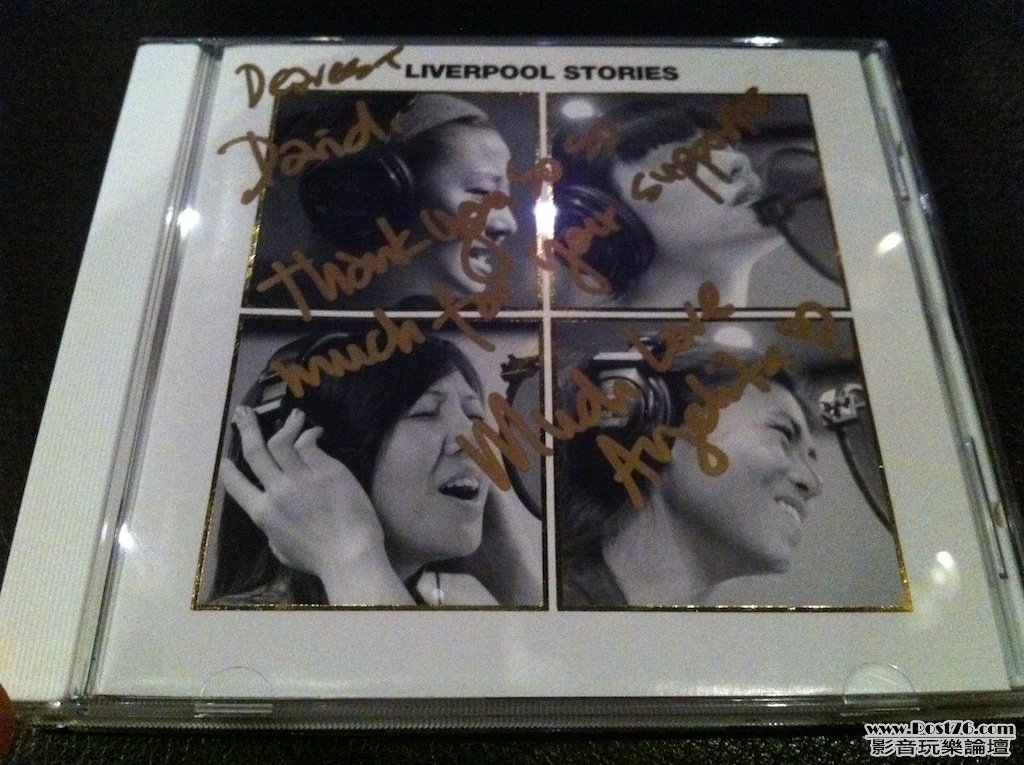 LIVERPOOL STORIES
Dearest
David,
Thank you so
much for your support
Much Love
Angelita
www.Post76.com
影音玩樂論壇